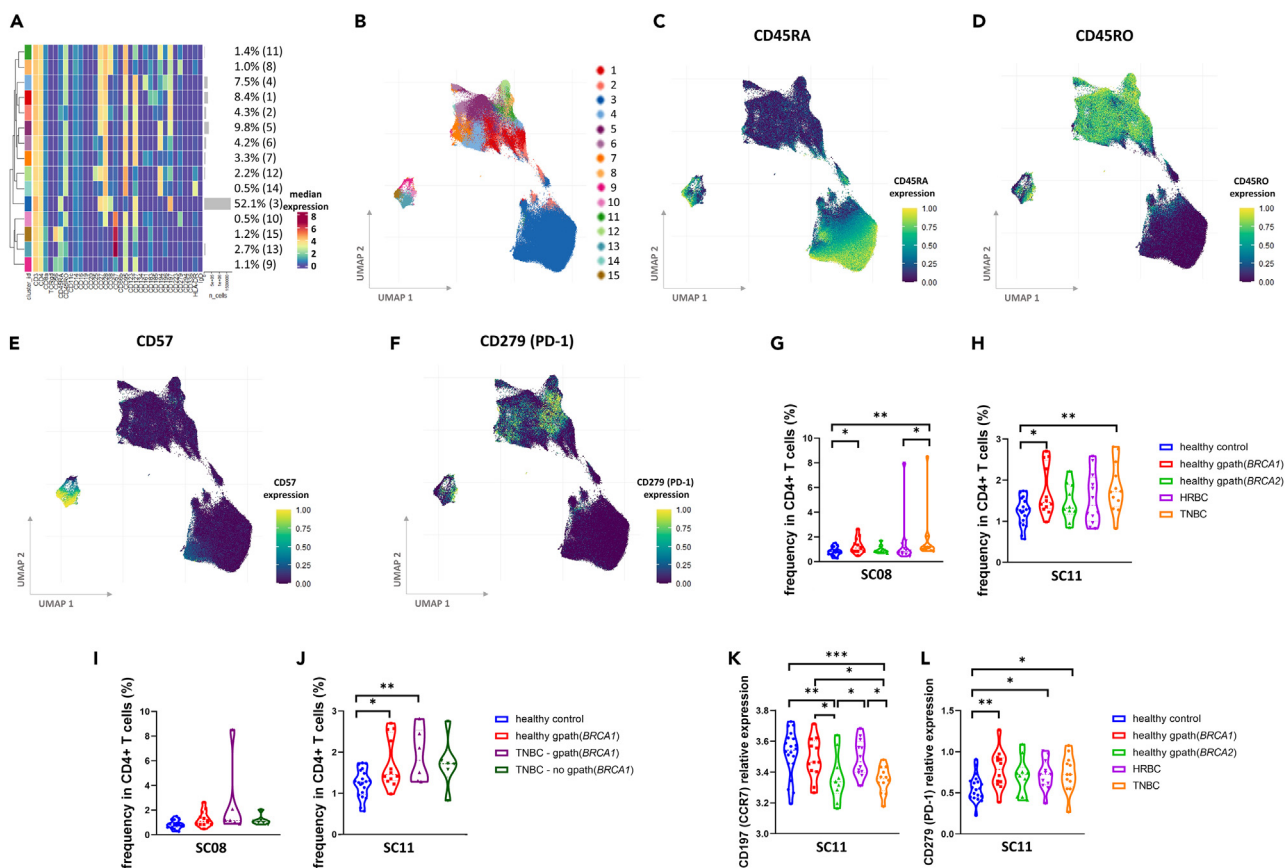 A
1.4% (11)
1.0% (8)
7.5% (4)
8.4% (1)
4.3% (2)
9.8% (5)
4.2% (6)
3.3% (7)
2.2% (12)
0.5% (14)
52.1% (3)
0.5% (10)
1.2% (15)
2.7% (13)
1.1% (9)
median
expression
8
6
4
2
0
cluster_id
n_cells
B
1
2
3
4
5
6
7
8
9
10
11
12
13
14
15
UMAP 2
UMAP 1
C
CD45RA
CD45RA
expression
1.00
0.75
0.50
0.25
0.00
UMAP 2
UMAP 1
D
CD45RO
CD45RO
expression
1.00
0.75
0.50
0.25
0.00
UMAP 2
UMAP 1
E
CD57
CD57
expression
1.00
0.75
0.50
0.25
0.00
UMAP 2
UMAP 1
F
CD279 (PD-1)
CD279 (PD-1)
expression
1.00
0.75
0.50
0.25
0.00
UMAP 2
UMAP 1
G
frequency in CD4+ T cells (%)
10
8
6
4
2
0
**
*
*
SC08
H
frequency in CD4+ T cells (%)
3
2
1
0
**
*
SC11
healthy control
healthy gpath(BRCA1)
healthy gpath(BRCA2)
HRBC
TNBC
I
frequency in CD4+ T cells (%)
10
8
6
4
2
0
SC08
J
frequency in CD4+ T cells (%)
3
2
1
0
**
*
SC11
healthy control
healthy gpath(BRCA1)
TNBC - gpath(BRCA1)
TNBC - no gpath(BRCA1)
K
CD197 (CCR7) relative expression
3.8
3.6
3.4
3.2
3.0
***
*
**
*
*
*
SC11
L
CD279 (PD-1) relative expression
1.5
1.0
0.5
0.0
*
*
**
SC11
healthy control
healthy gpath(BRCA1)
healthy gpath(BRCA2)
HRBC
TNBC